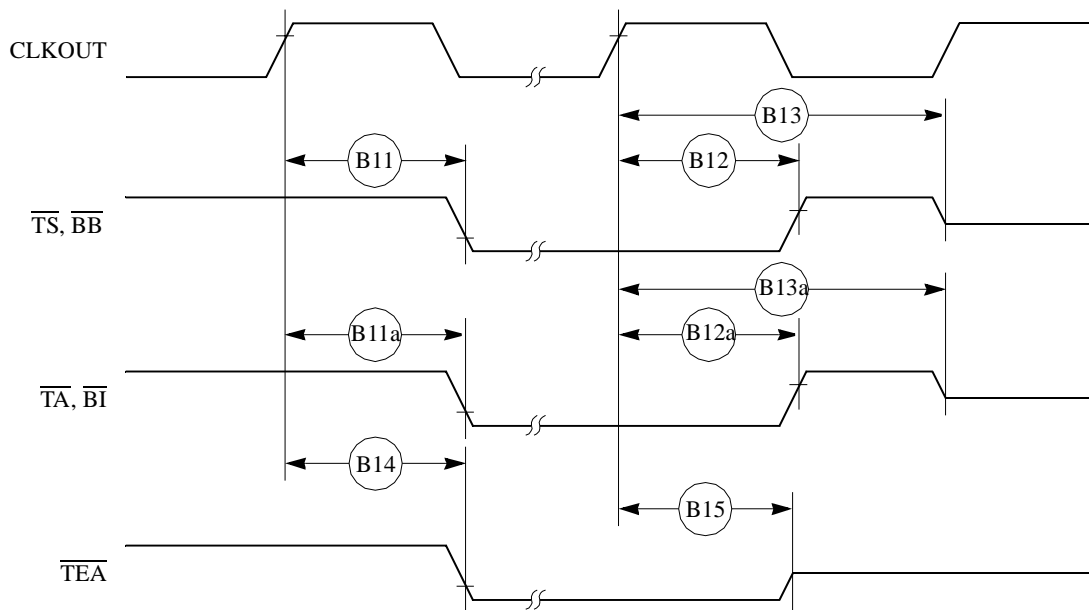 CLKOUT
B13
B11
B12
TS, BB
B13a
B11a
B12a
TA, BI
B14
B15
TEA